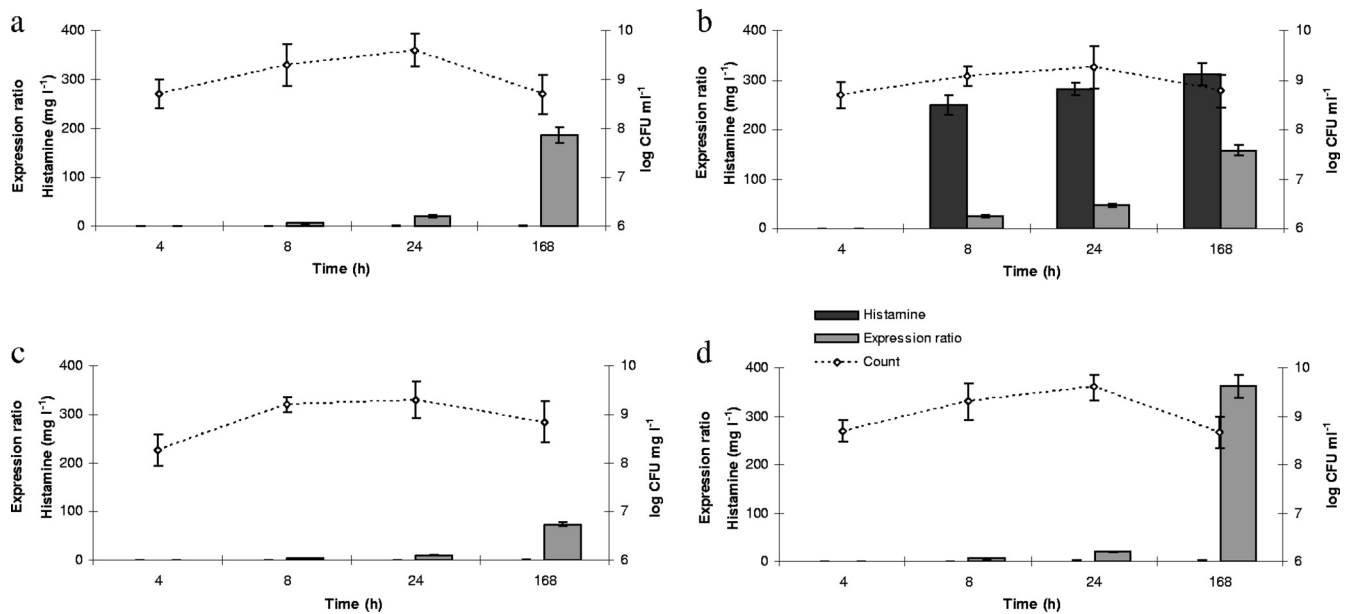 a
Expression ratio
Histamine (mg l⁻¹)
400
300
200
100
0
10
9
8
7
6
log CFU ml⁻¹
4
8
24
168
Time (h)
b
Expression ratio
Histamine (mg l⁻¹)
400
300
200
100
0
10
9
8
7
6
log CFU ml⁻¹
4
8
24
168
Time (h)
c
Expression ratio
Histamine (mg l⁻¹)
400
300
200
100
0
10
9
8
7
6
log CFU mg l⁻¹
4
8
24
168
Time (h)
Histamine
Expression ratio
Count
d
Expression ratio
Histamine (mg l⁻¹)
400
300
200
100
0
10
9
8
7
6
log CFU ml⁻¹
4
8
24
168
Time (h)